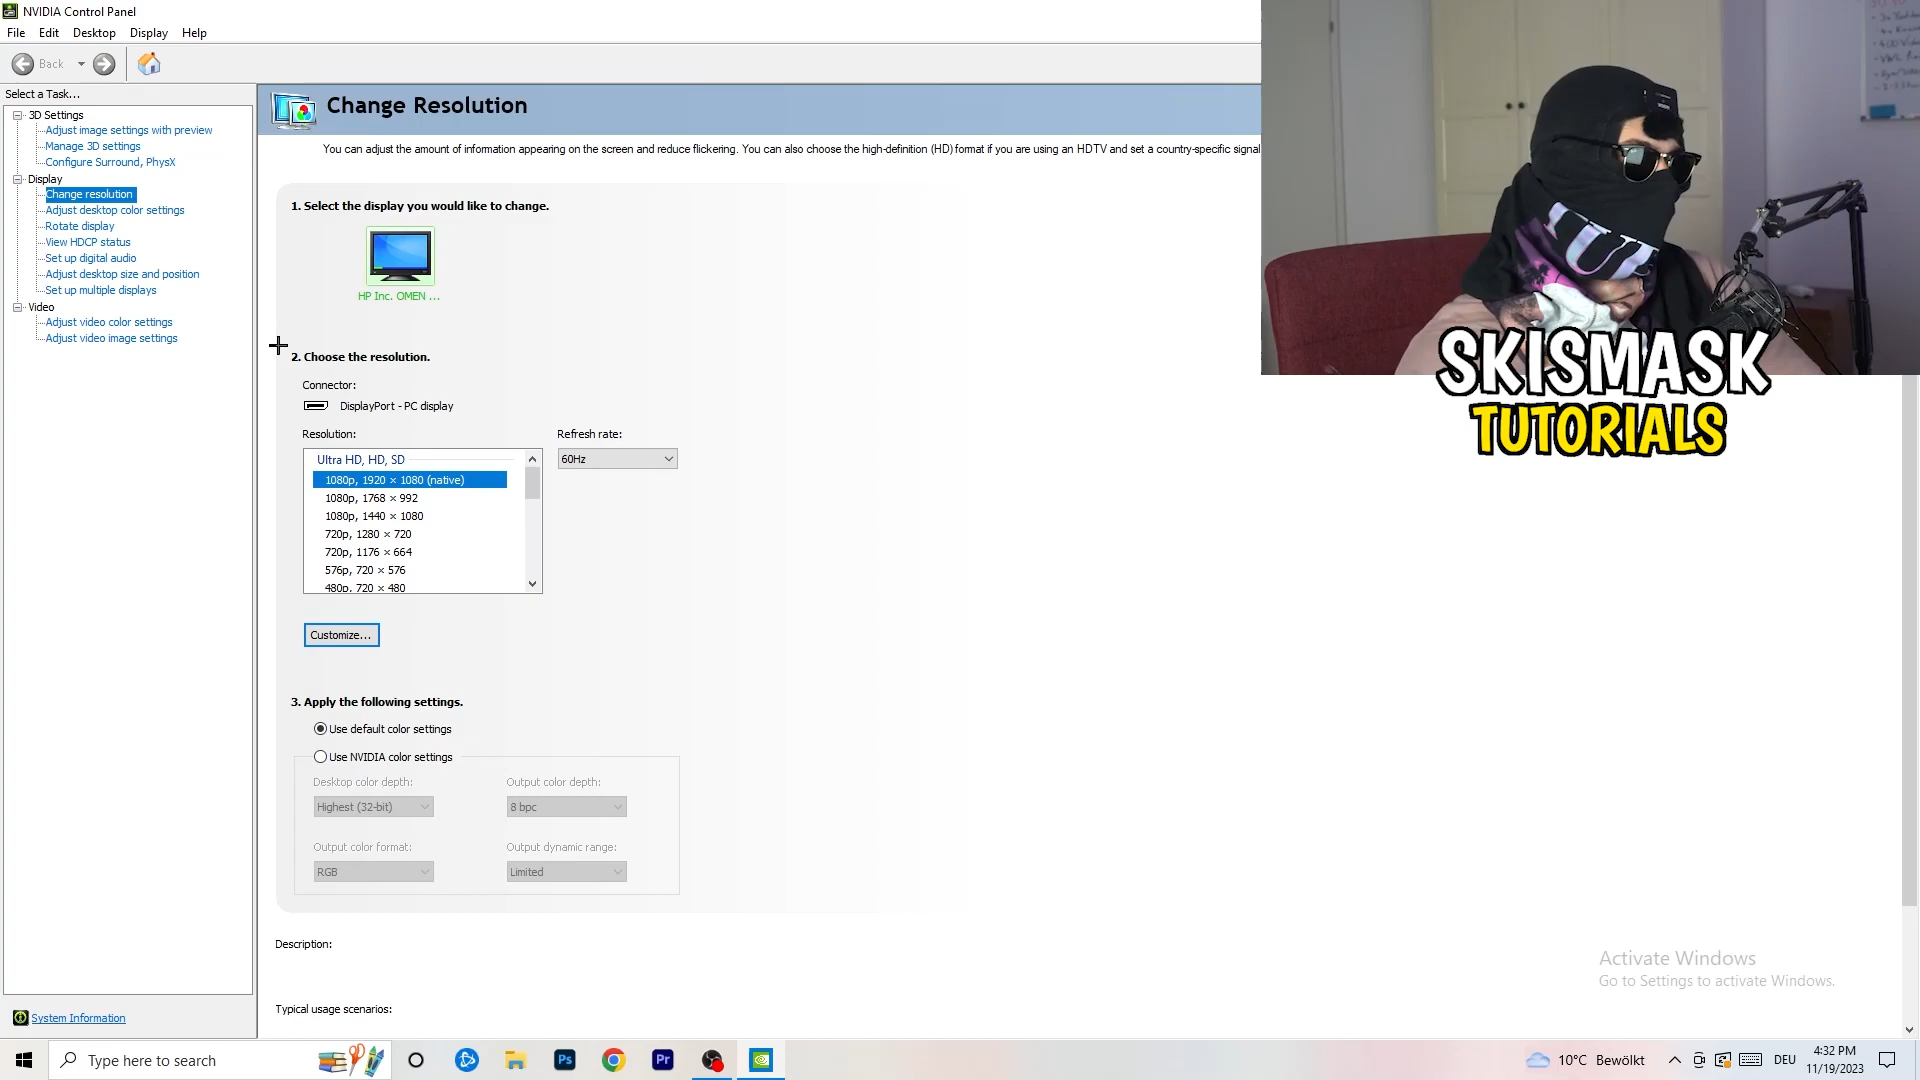 NVIDIA Control Panel
File Edit Desktop Display Help
Back
Select a Task...
3D Settings
Adjust image settings with preview
Manage 3D settings
Configure Surround, PhysX
Display
Change resolution
Adjust desktop color settings
Rotate display
View HDCP status
Set up digital audio
Adjust desktop size and position
Set up multiple displays
Video
Adjust video color settings
Adjust video image settings
System Information
Change Resolution
You can adjust the amount of information appearing on the screen and reduce flickering. You can also choose the high-definition (HD) format if you are using an HDTV and set a country-specific signal
1. Select the display you would like to change.
HP Inc. OMEN ...
2. Choose the resolution.
Connector:
DisplayPort - PC display
Resolution:
Refresh rate:
60Hz
Ultra HD, HD, SD
1080p, 1920 × 1080 (native)
1080p, 1768 × 992
1080p, 1440 × 1080
720p, 1280 × 720
720p, 1176 × 664
576p, 720 × 576
480p, 720 × 480
Customize...
3. Apply the following settings.
Use default color settings
Use NVIDIA color settings
Desktop color depth:
Output color depth:
Highest (32-bit)
8 bpc
Output color format:
Output dynamic range:
RGB
Limited
Description:
Typical usage scenarios:
SKISMASK
TUTORIALS
Activate Windows
Go to Settings to activate Windows.
Type here to search
Ps
Pr
10°C Bewölkt
DEU
4:32 PM
11/19/2023